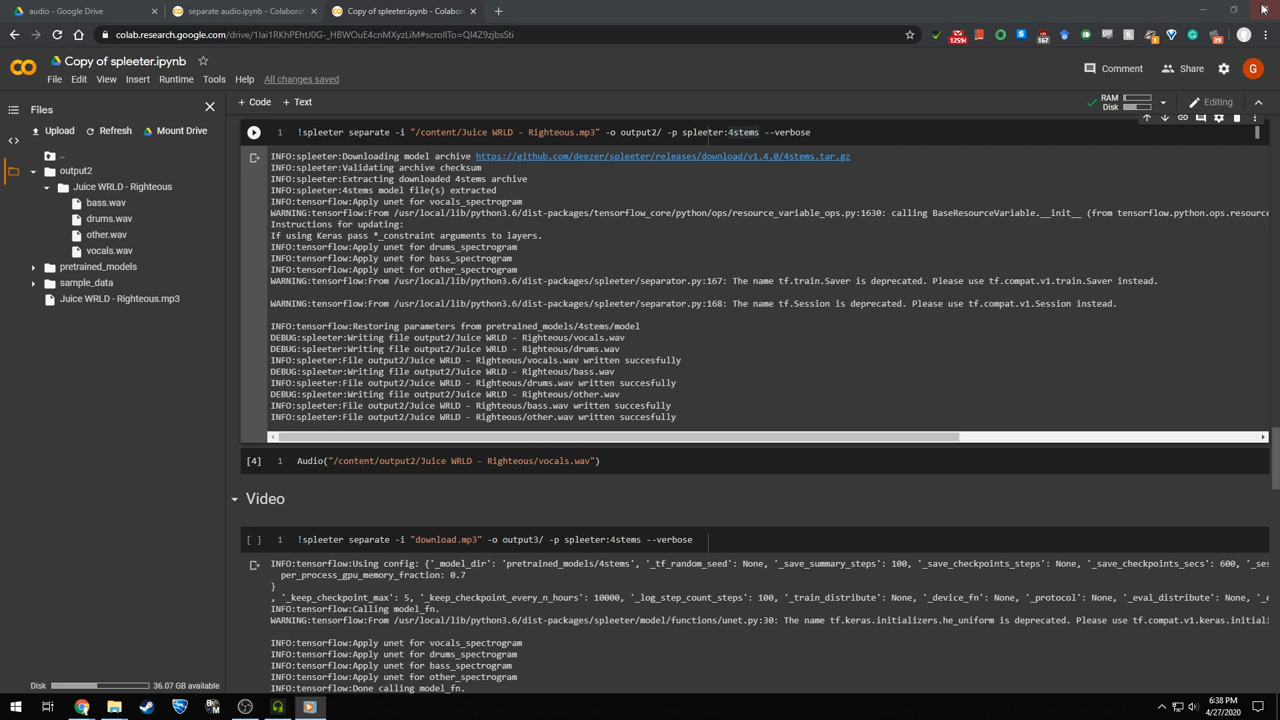 audio - Google Drive
separate audio.ipynb - Colaborat
Copy of spleeter.ipynb - Colabora
colab.research.google.com/drive/1lai1RKhPEhtJ0G-_HBWOuE4cnMXyzLiM#scrollTo=Ql4Z9zjbsSti
Copy of spleeter.ipynb
File Edit View Insert Runtime Tools Help All changes saved
Comment Share G
Files
+ Code + Text
RAM
Disk
Editing
Upload Refresh Mount Drive
..
output2
Juice WRLD - Righteous
bass.wav
drums.wav
other.wav
vocals.wav
pretrained_models
sample_data
Juice WRLD - Righteous.mp3
Disk 36.07 GB available
1 !spleeter separate -i "/content/Juice WRLD - Righteous.mp3" -o output2/ -p spleeter:4stems --verbose
INFO:spleeter:Downloading model archive https://github.com/deezer/spleeter/releases/download/v1.4.0/4stems.tar.gz
INFO:spleeter:Validating archive checksum
INFO:spleeter:Extracting downloaded 4stems archive
INFO:spleeter:4stems model file(s) extracted
INFO:tensorflow:Apply unet for vocals_spectrogram
WARNING:tensorflow:From /usr/local/lib/python3.6/dist-packages/tensorflow_core/python/ops/resource_variable_ops.py:1630: calling BaseResourceVariable.__init__ (from tensorflow.python.ops.resource
Instructions for updating:
If using Keras pass *_constraint arguments to layers.
INFO:tensorflow:Apply unet for drums_spectrogram
INFO:tensorflow:Apply unet for bass_spectrogram
INFO:tensorflow:Apply unet for other_spectrogram
WARNING:tensorflow:From /usr/local/lib/python3.6/dist-packages/spleeter/separator.py:167: The name tf.train.Saver is deprecated. Please use tf.compat.v1.train.Saver instead.
WARNING:tensorflow:From /usr/local/lib/python3.6/dist-packages/spleeter/separator.py:168: The name tf.Session is deprecated. Please use tf.compat.v1.Session instead.
INFO:tensorflow:Restoring parameters from pretrained_models/4stems/model
DEBUG:spleeter:Writing file output2/Juice WRLD - Righteous/vocals.wav
DEBUG:spleeter:Writing file output2/Juice WRLD - Righteous/drums.wav
INFO:spleeter:File output2/Juice WRLD - Righteous/vocals.wav written succesfully
DEBUG:spleeter:Writing file output2/Juice WRLD - Righteous/bass.wav
INFO:spleeter:File output2/Juice WRLD - Righteous/drums.wav written succesfully
DEBUG:spleeter:Writing file output2/Juice WRLD - Righteous/other.wav
INFO:spleeter:File output2/Juice WRLD - Righteous/bass.wav written succesfully
INFO:spleeter:File output2/Juice WRLD - Righteous/other.wav written succesfully
[4] 1 Audio("/content/output2/Juice WRLD - Righteous/vocals.wav")
Video
[ ] 1 !spleeter separate -i "download.mp3" -o output3/ -p spleeter:4stems --verbose
INFO:tensorflow:Using config: {'_model_dir': 'pretrained_models/4stems', '_tf_random_seed': None, '_save_summary_steps': 100, '_save_checkpoints_steps': None, '_save_checkpoints_secs': 600, '_ses
per_process_gpu_memory_fraction: 0.7
}
, '_keep_checkpoint_max': 5, '_keep_checkpoint_every_n_hours': 10000, '_log_step_count_steps': 100, '_train_distribute': None, '_device_fn': None, '_protocol': None, '_eval_distribute': None, '_e
INFO:tensorflow:Calling model_fn.
WARNING:tensorflow:From /usr/local/lib/python3.6/dist-packages/spleeter/model/functions/unet.py:30: The name tf.keras.initializers.he_uniform is deprecated. Please use tf.compat.v1.keras.initiali
INFO:tensorflow:Apply unet for vocals_spectrogram
INFO:tensorflow:Apply unet for drums_spectrogram
INFO:tensorflow:Apply unet for bass_spectrogram
INFO:tensorflow:Apply unet for other_spectrogram
INFO:tensorflow:Done calling model_fn.
6:38 PM
4/27/2020